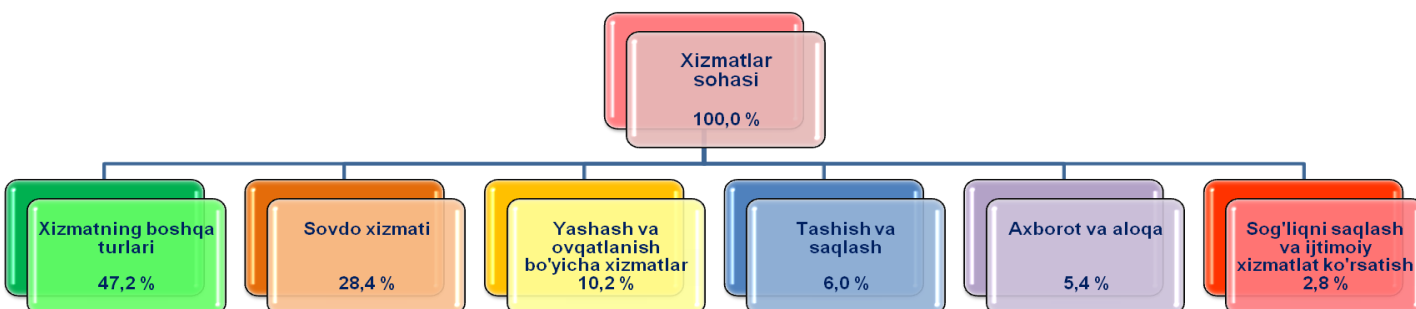 Xizmatlar
sohasi
100,0 %
Xizmatning boshqa
turlari
47,2 %
Sovdo xizmati
28,4 %
Yashash va
ovqatlanish
bo'yicha xizmatlar
10,2 %
Tashish va
saqlash
6,0 %
Axborot va aloqa
5,4 %
Sog'liqni saqlash
va ijtimoiy
xizmatlat ko'rsatish
2,8 %